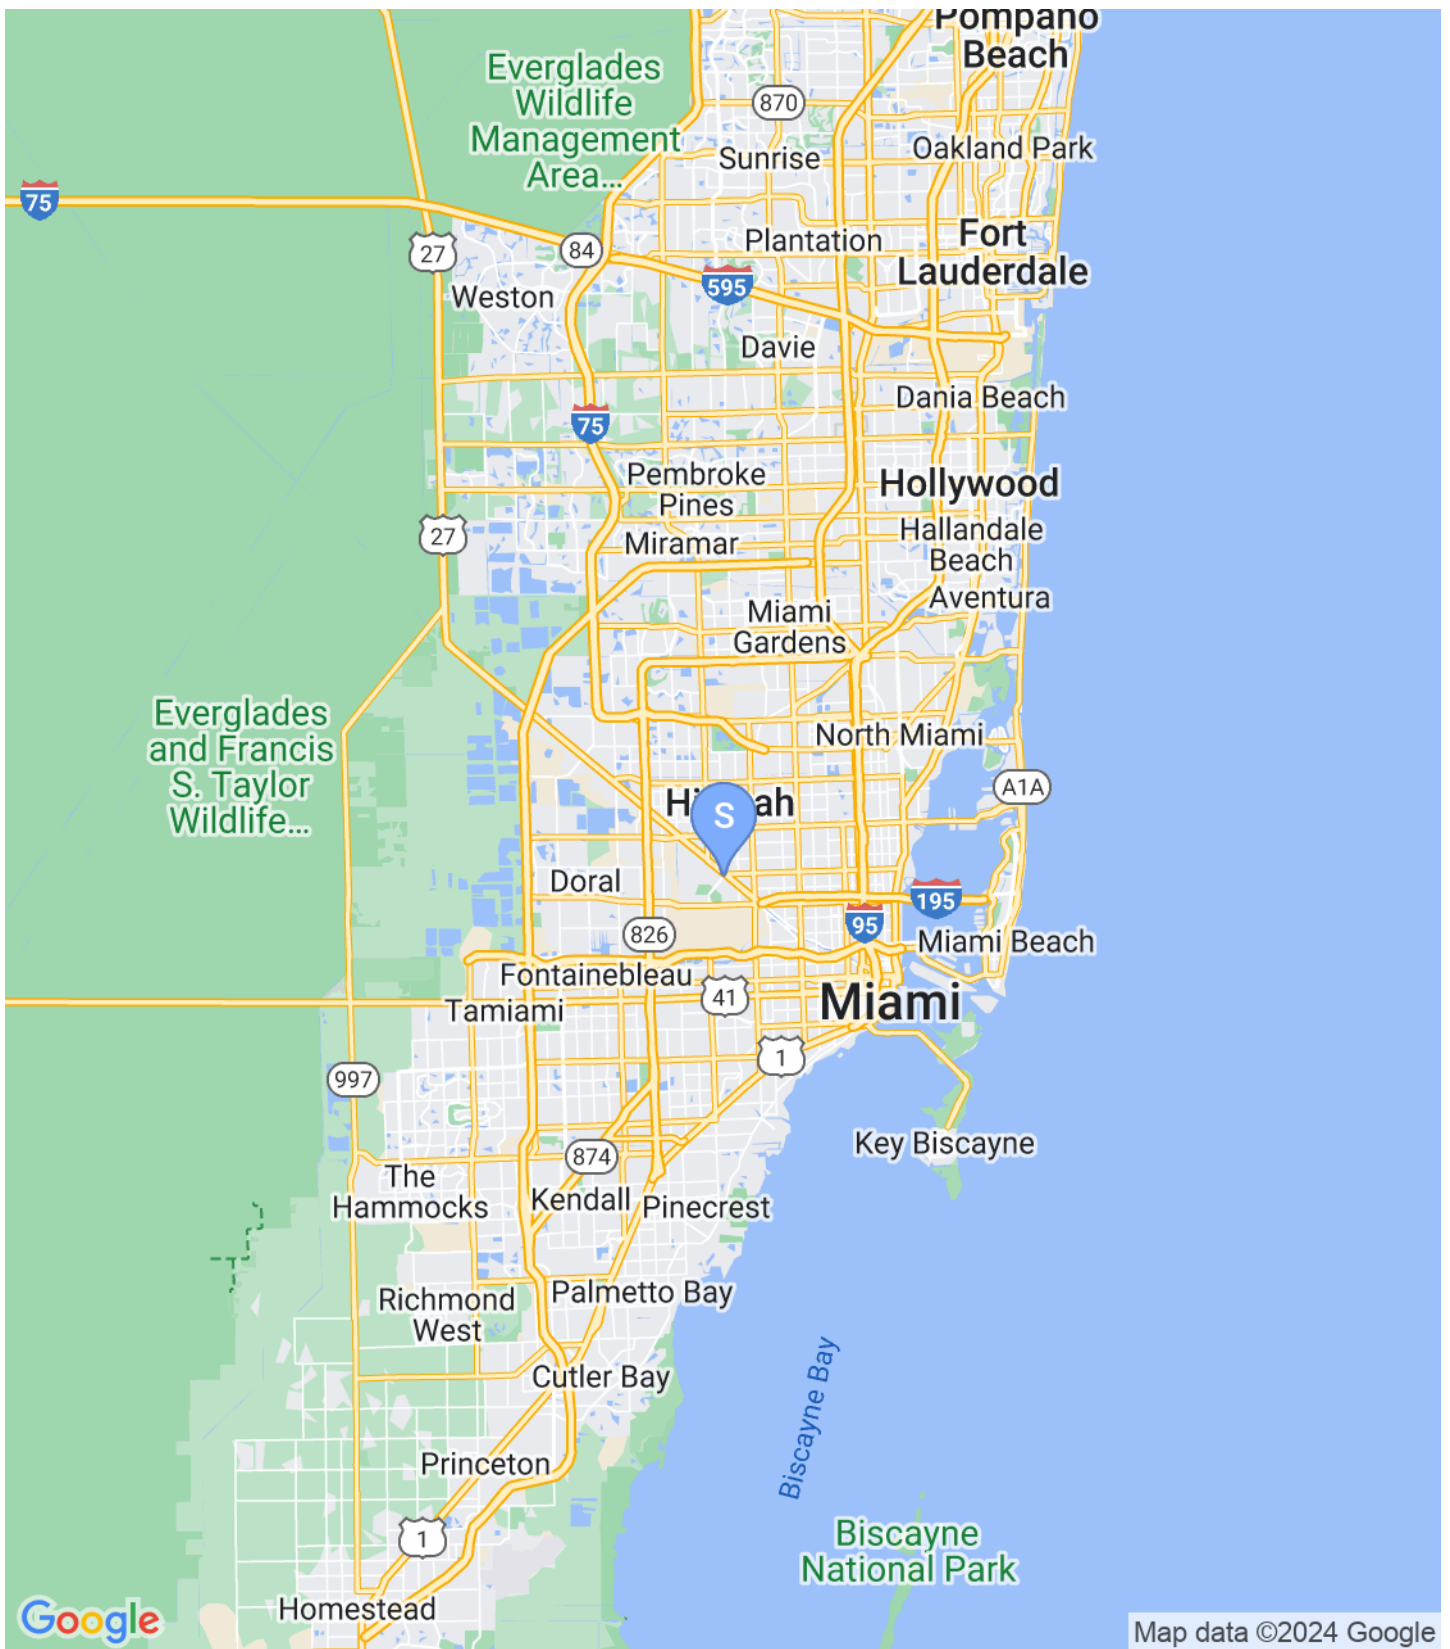 Pompano
Beach
Everglades
Wildlife
Management
Area...
870
Sunrise
Oakland Park
75
27
84
Plantation
Fort
Lauderdale
595
Weston
Davie
Dania Beach
75
Pembroke
Pines
Hollywood
27
Miramar
Hallandale
Beach
Aventura
Miami
Gardens
Everglades
and Francis
S. Taylor
Wildlife...
North Miami
A1A
S
Doral
195
95
826
Miami Beach
Fontainebleau
41
Miami
Tamiami
1
997
Key Biscayne
874
The
Hammocks
Kendall
Pinecrest
Richmond
West
Palmetto Bay
Biscayne Bay
Cutler Bay
Princeton
1
Biscayne
National Park
Homestead
Google
Map data ©2024 Google